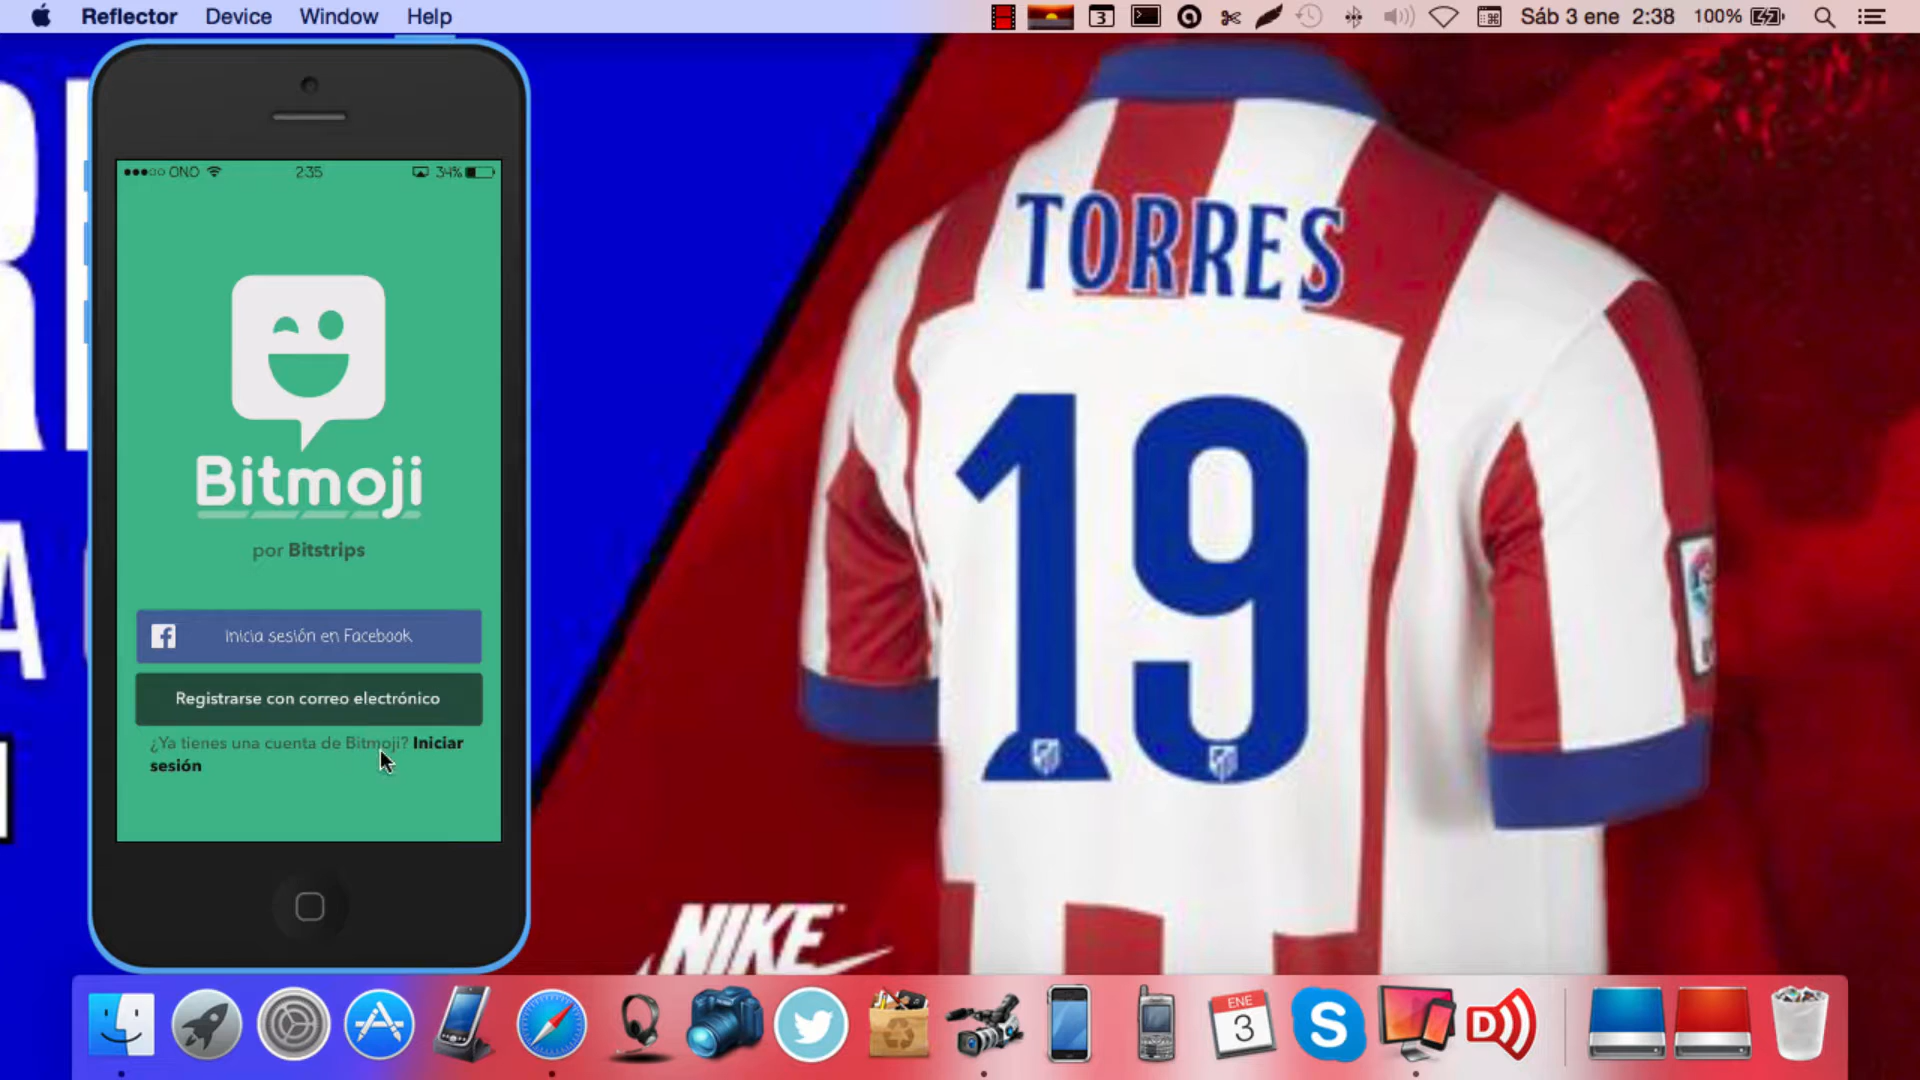 Reflector Device Window Help
3 Sáb 3 ene 2:38 100%
ONO 2:35 34%
Bitmoji
por Bitstrips
Inicia sesión en Facebook
Registrarse con correo electrónico
¿Ya tienes una cuenta de Bitmoji? Iniciar
sesión
TORRES
19
NIKE
ENE
3
S
D